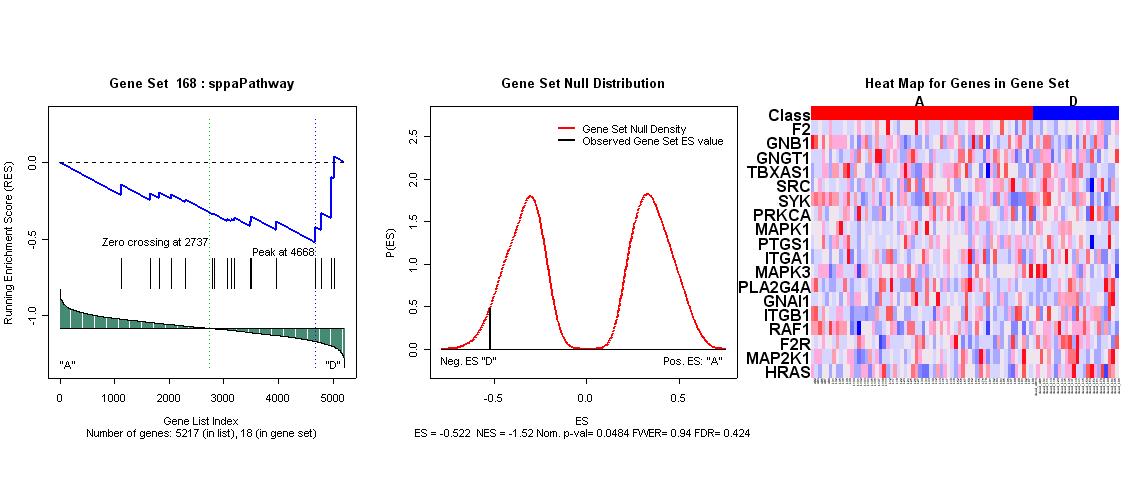 Gene Set 168 : sppaPathway
Running Enrichment Score (RES)
0.0
-0.5
-1.0
Zero crossing at 2737
Peak at 4668
"A"
"D"
0 1000 2000 3000 4000 5000
Gene List Index
Number of genes: 5217 (in list), 18 (in gene set)
Gene Set Null Distribution
P(ES)
2.5
2.0
1.5
1.0
0.5
0.0
Gene Set Null Density
Observed Gene Set ES value
Neg. ES "D"
Pos. ES: "A"
-0.5 0.0 0.5
ES
ES = -0.522 NES = -1.52 Nom. p-val= 0.0484 FWER= 0.94 FDR= 0.424
Heat Map for Genes in Gene Set
A D
Class
F2
GNB1
GNGT1
TBXAS1
SRC
SYK
PRKCA
MAPK1
PTGS1
ITGA1
MAPK3
PLA2G4A
GNAI1
ITGB1
RAF1
F2R
MAP2K1
HRAS